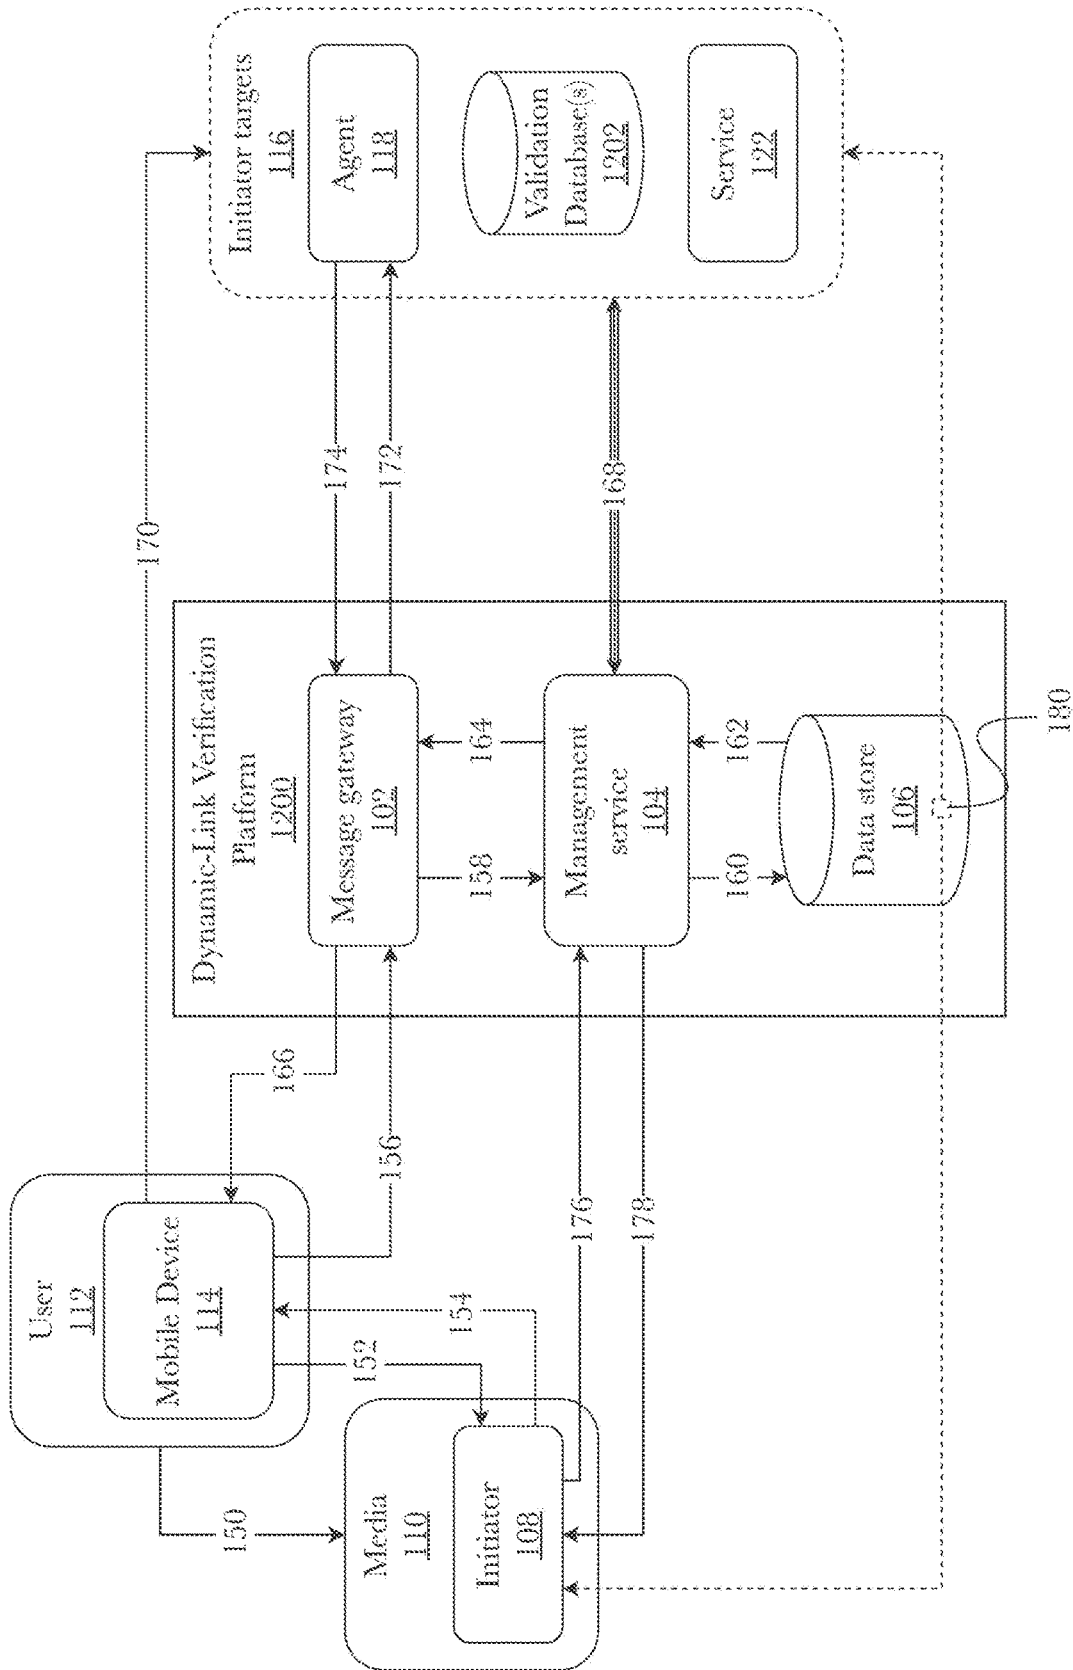 User
112
Mobile Device
114
Media
110
Initiator
108
150
152
154
156
166
170
176
178
Dynamic-Link Verification
Platform
1200
Message gateway
102
158
164
Management
service
104
160
162
Data store
106
180
174
172
168
Initiator targets
116
Agent
118
Validation
Database(s)
1202
Service
122